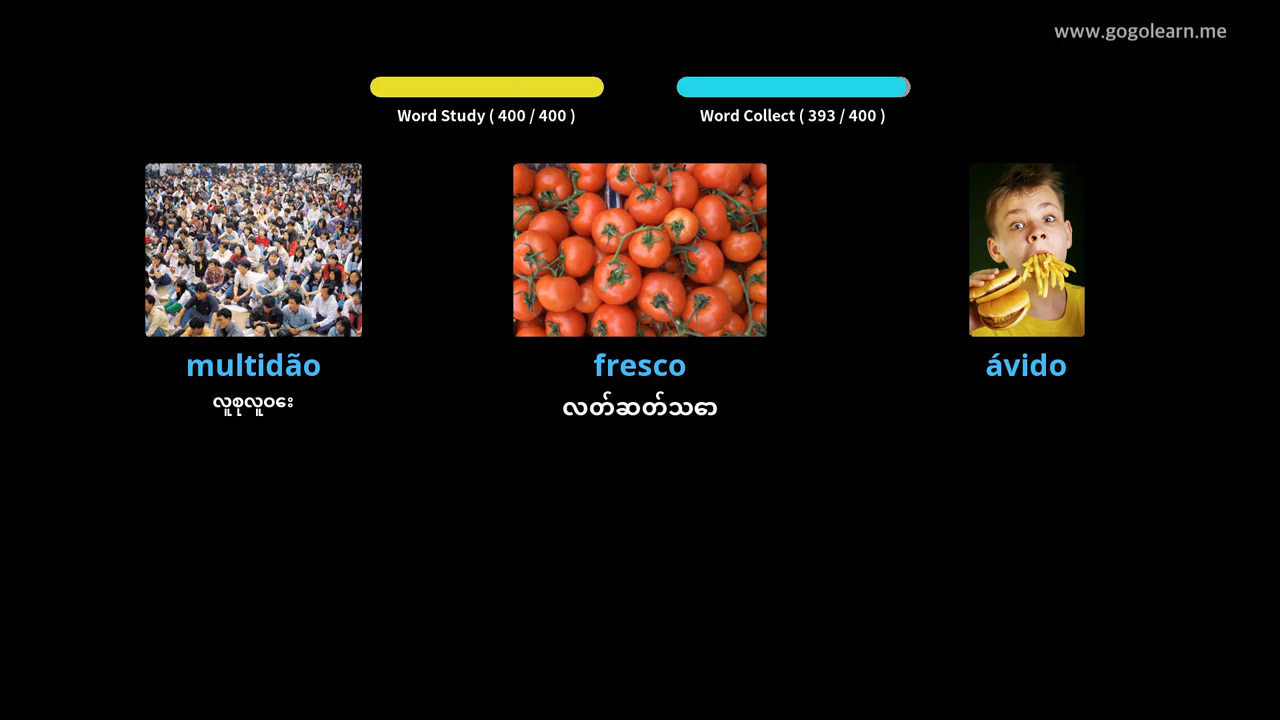 www.gogolearn.me
Word Study ( 400 / 400 )
Word Collect ( 393 / 400 )
multidão
fresco
ávido
လူစုလူဝေး
လတ်ဆတ်သော